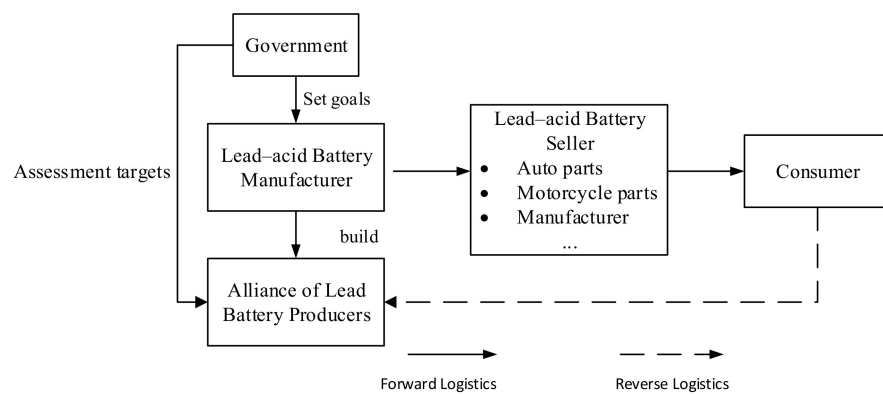 Government
Set goals
Lead–acid Battery
Manufacturer
Assessment targets
build
Alliance of Lead
Battery Producers
Lead–acid Battery
Seller
● Auto parts
● Motorcycle parts
● Manufacturer
...
Consumer
Forward Logistics
Reverse Logistics